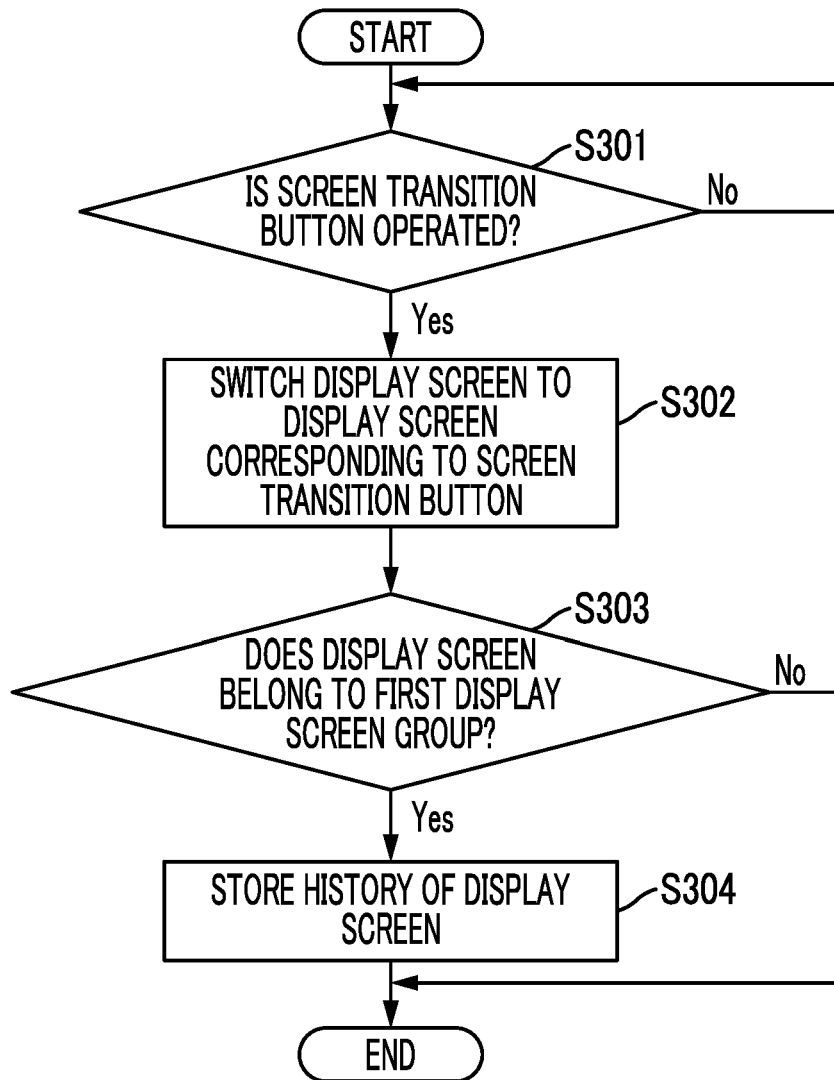 START
S301
IS SCREEN TRANSITION
BUTTON OPERATED?
No
Yes
SWITCH DISPLAY SCREEN TO
DISPLAY SCREEN
CORRESPONDING TO SCREEN
TRANSITION BUTTON
S302
S303
DOES DISPLAY SCREEN
BELONG TO FIRST DISPLAY
SCREEN GROUP?
No
Yes
STORE HISTORY OF DISPLAY
SCREEN
S304
END